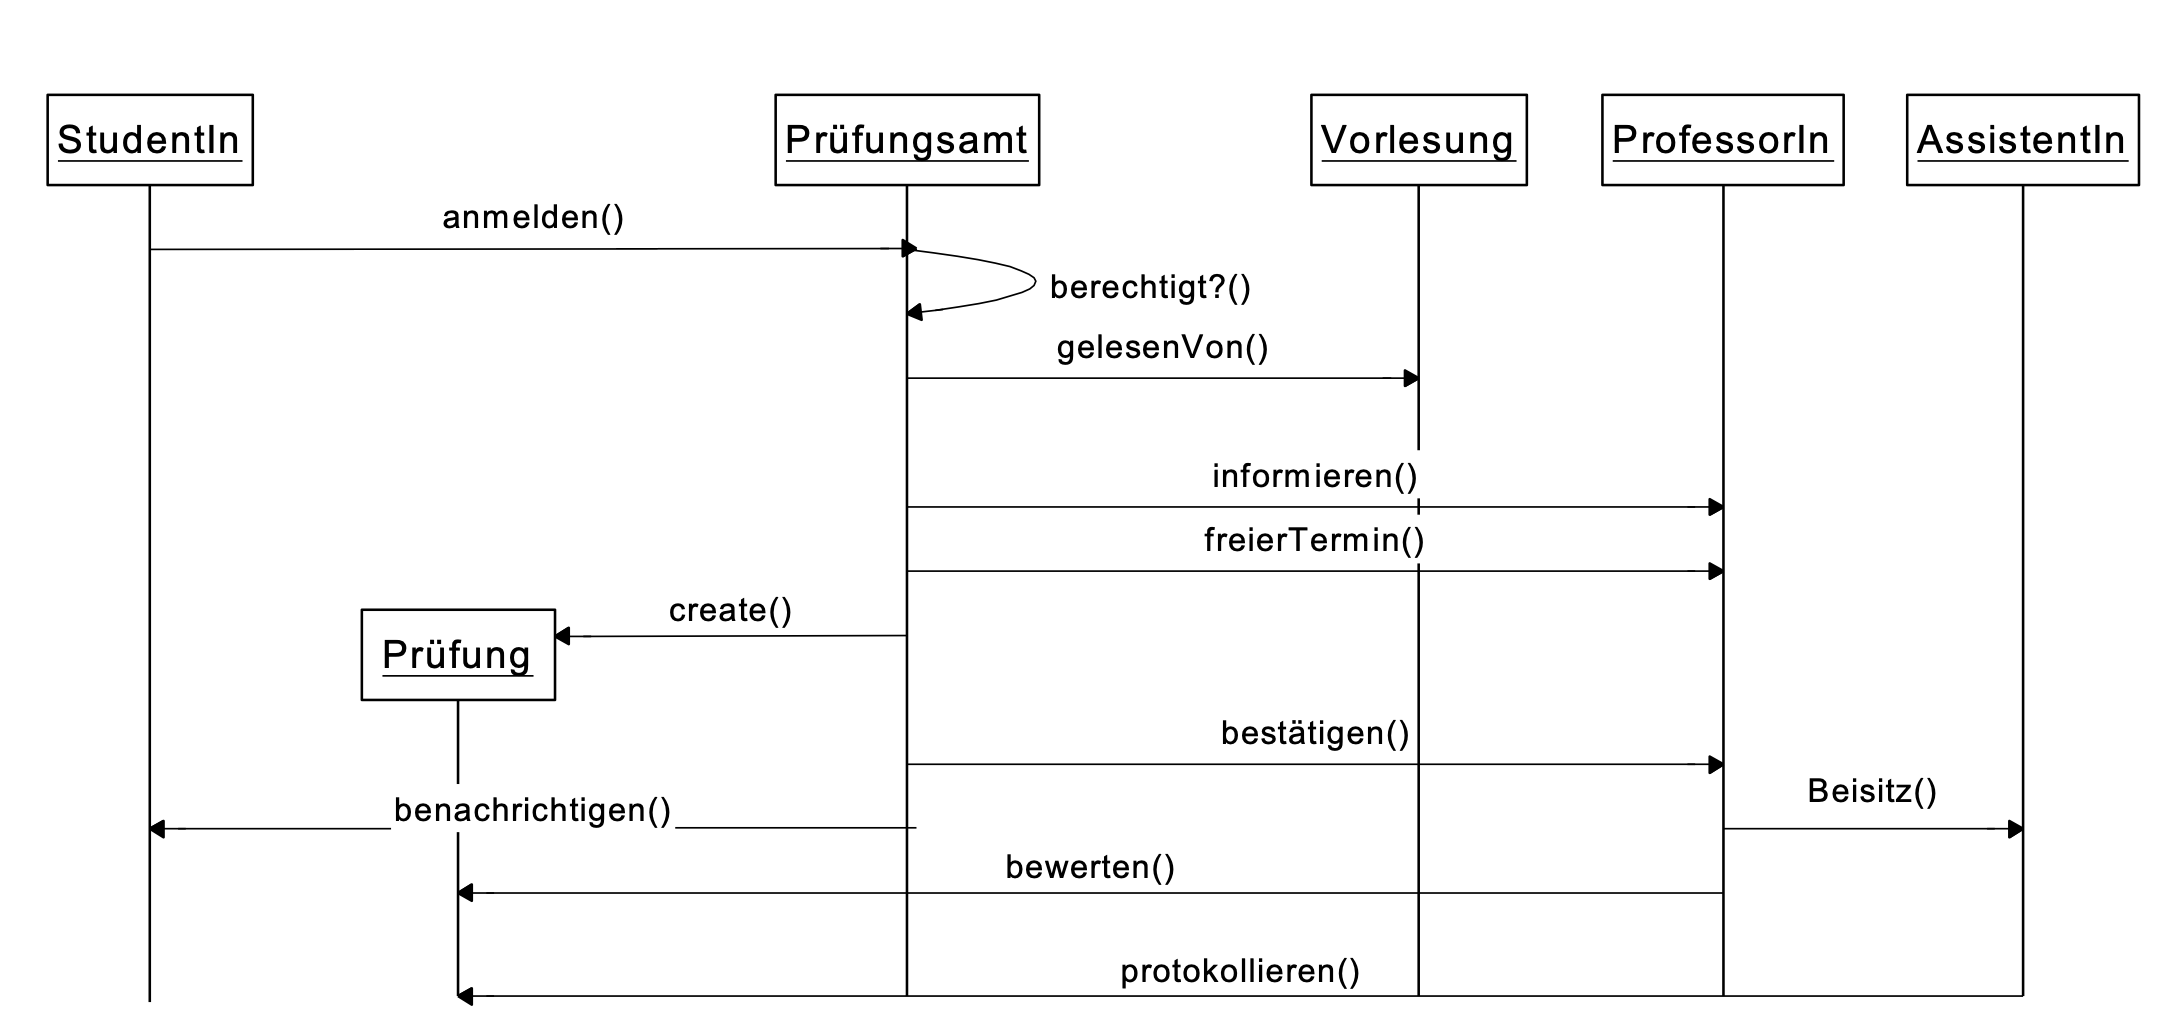 StudentIn
Prüfungsamt
Vorlesung
ProfessorIn
AssistentIn
anmelden()
berechtigt?()
gelesenVon()
informieren()
freierTermin()
create()
Prüfung
bestätigen()
Beisitz()
benachrichtigen()
bewerten()
protokollieren()